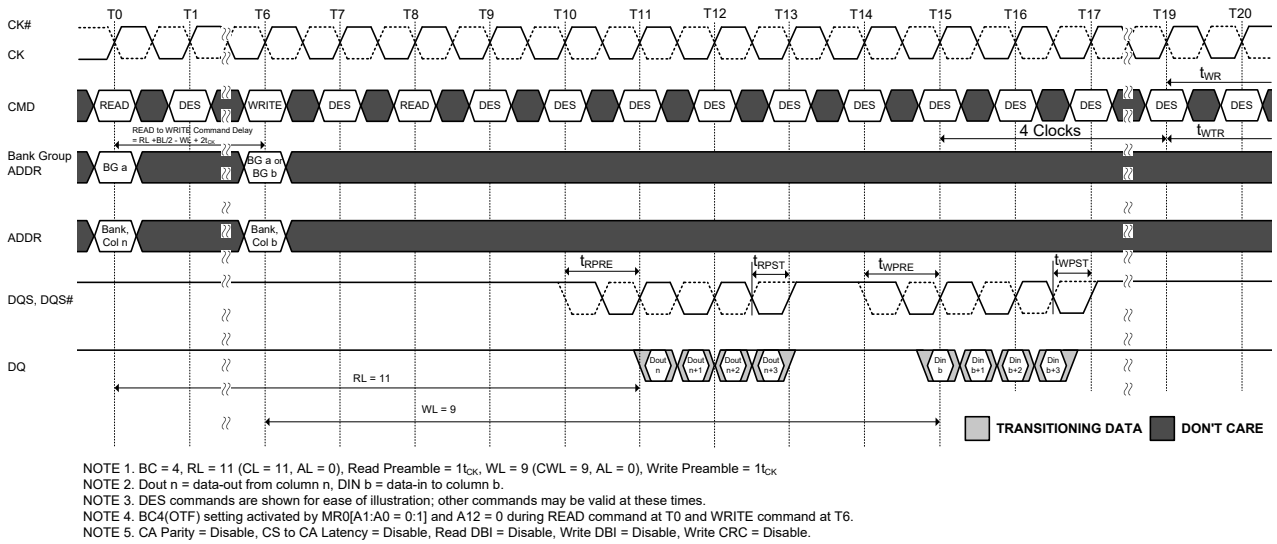 T0 T1 T6 T7 T8 T9 T10 T11 T12 T13 T14 T15 T16 T17 T19 T20
CK#
CK
tWR
CMD READ DES WRITE DES READ DES DES DES DES DES DES DES DES DES DES DES
READ to WRITE Command Delay
= RL +BL/2 - WL + 2tCK
4 Clocks
tWTR
Bank Group
ADDR
BG a
BG a or
BG b
ADDR
Bank,
Col n
Bank,
Col b
tRPRE tRPST tWPRE tWPST
DQS, DQS#
DQ
Dout
n
Dout
n+1
Dout
n+2
Dout
n+3
Din
b
Din
b+1
Din
b+2
Din
b+3
RL = 11
WL = 9
TRANSITIONING DATA DON'T CARE
NOTE 1. BC = 4, RL = 11 (CL = 11, AL = 0), Read Preamble = 1tCK, WL = 9 (CWL = 9, AL = 0), Write Preamble = 1tCK
NOTE 2. Dout n = data-out from column n, DIN b = data-in to column b.
NOTE 3. DES commands are shown for ease of illustration; other commands may be valid at these times.
NOTE 4. BC4(OTF) setting activated by MR0[A1:A0 = 0:1] and A12 = 0 during READ command at T0 and WRITE command at T6.
NOTE 5. CA Parity = Disable, CS to CA Latency = Disable, Read DBI = Disable, Write DBI = Disable, Write CRC = Disable.